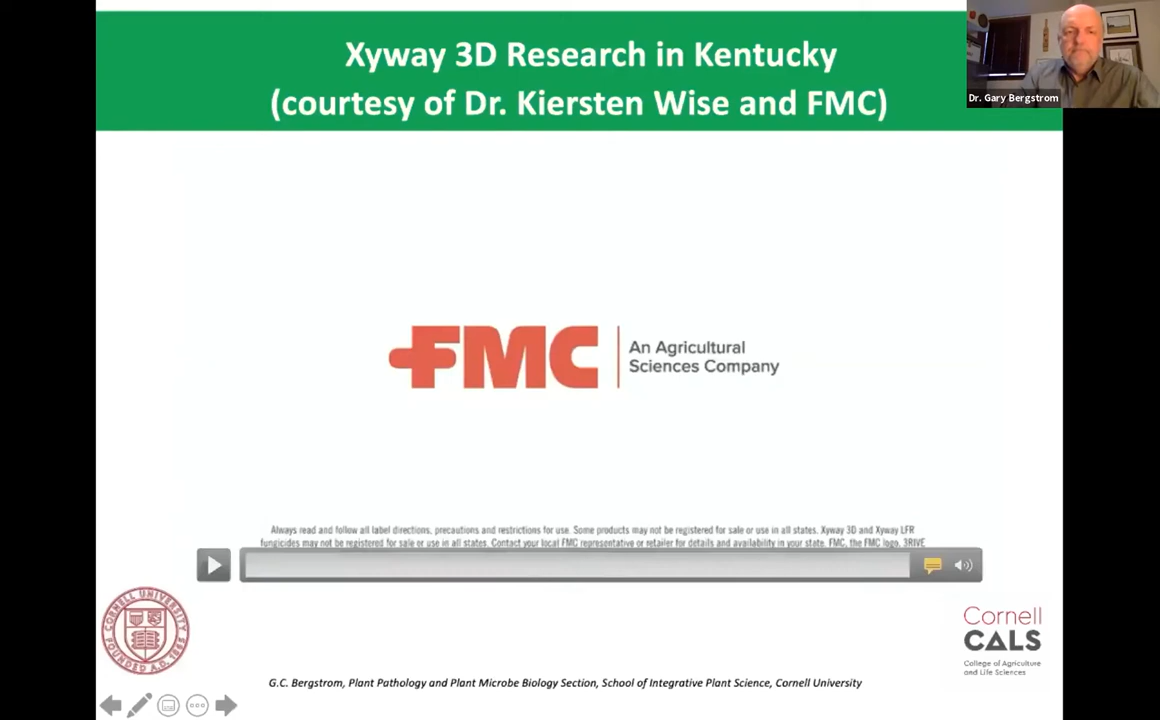 Xyway 3D Research in Kentucky
(courtesy of Dr. Kiersten Wise and FMC)
Dr. Gary Bergstrom
FMC
An Agricultural
Sciences Company
Always read and follow all label directions, precautions and restrictions for use. Some products may not be registered for sale or use in all states. Xyway 3D and Xyway LFR
fungicides may not be registered for sale or use in all states. Contact your local FMC representative or retailer for details and availability in your state. FMC, the FMC logo, 3RIVE
CORNELL UNIVERSITY
FOUNDED A.D. 1865
Cornell
CALS
College of Agriculture
and Life Sciences
G.C. Bergstrom, Plant Pathology and Plant Microbe Biology Section, School of Integrative Plant Science, Cornell University